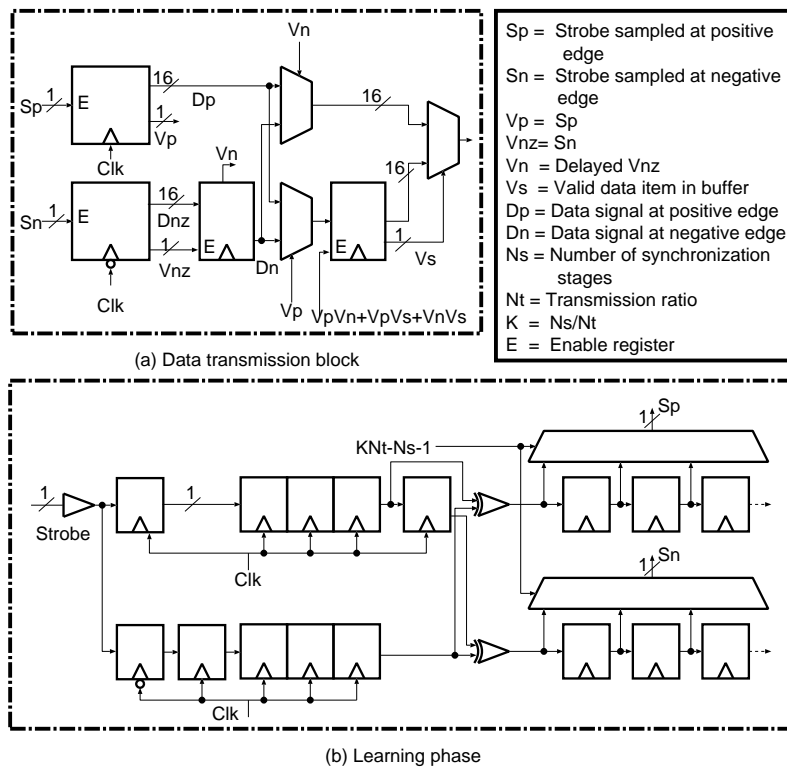 Vn
16
Dp
1
Sp
E
1
Vp
Clk
16
16
Vn
1
Sn
E
16
Dnz
1
Vnz
E
Dn
E
1
Vs
Clk
Vp
VpVn+VpVs+VnVs
(a) Data transmission block
Sp = Strobe sampled at positive
edge
Sn = Strobe sampled at negative
edge
Vp = Sp
Vnz= Sn
Vn = Delayed Vnz
Vs = Valid data item in buffer
Dp = Data signal at positive edge
Dn = Data signal at negative edge
Ns = Number of synchronization
stages
Nt = Transmission ratio
K = Ns/Nt
E = Enable register
1
Sp
KNt-Ns-1
1
Strobe
1
Clk
1
Sn
Clk
(b) Learning phase